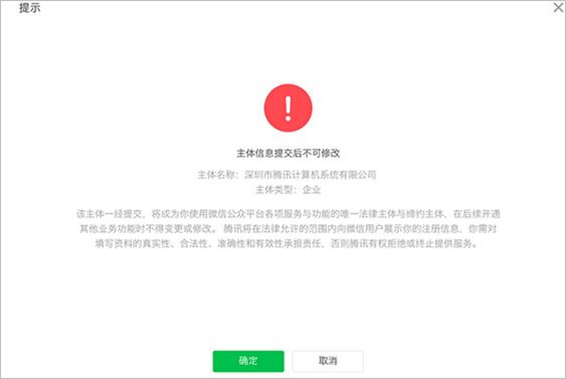 提示
主体信息提交后不可修改
主体名称：深圳市腾讯计算机系统有限公司
主体类型：企业
该主体一经提交，将成为你使用微信公众平台各项服务与功能的唯一法律主体与缔约主体、在后续开通
其他业务功能时不得变更或修改。 腾讯将在法律允许的范围内向微信用户展示你的注册信息，你需对
填写资料的真实性、合法性、准确性和有效性承担责任，否则腾讯有权拒绝或终止提供服务。
确定
取消